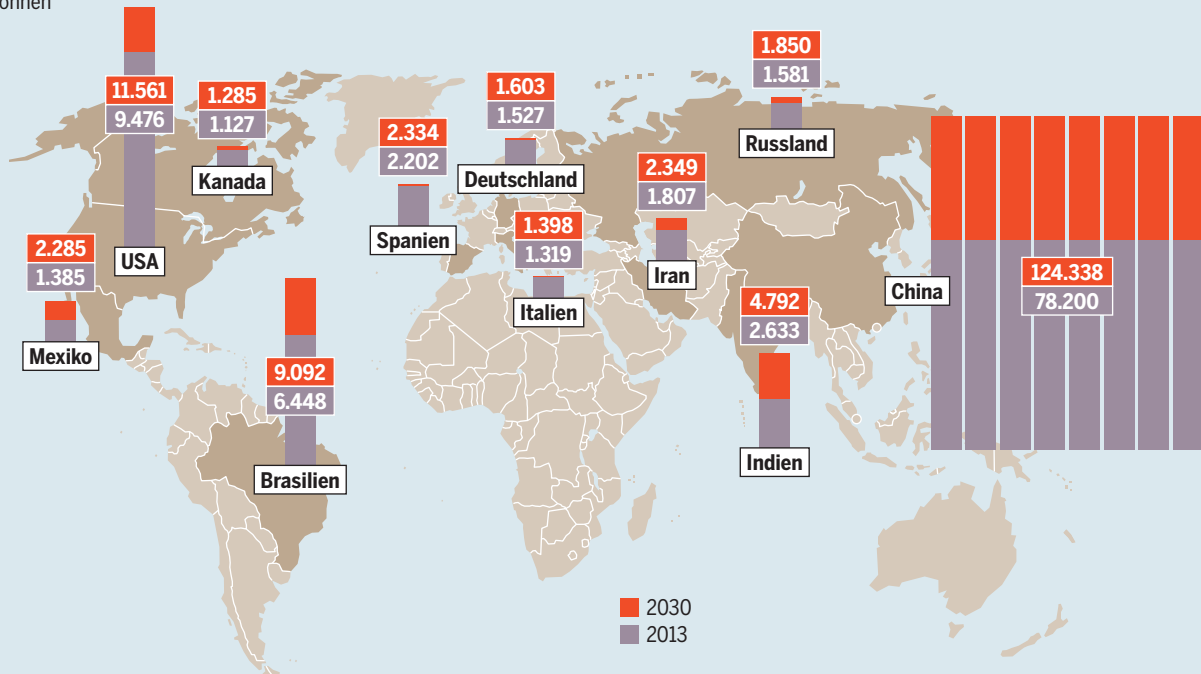 11.561
9.476
USA
1.285
1.127
Kanada
2.285
1.385
Mexiko
9.092
6.448
Brasilien
2.334
2.202
Spanien
1.603
1.527
Deutschland
1.398
1.319
Italien
2.349
1.807
Iran
1.850
1.581
Russland
4.792
2.633
Indien
China
124.338
78.200
2030
2013